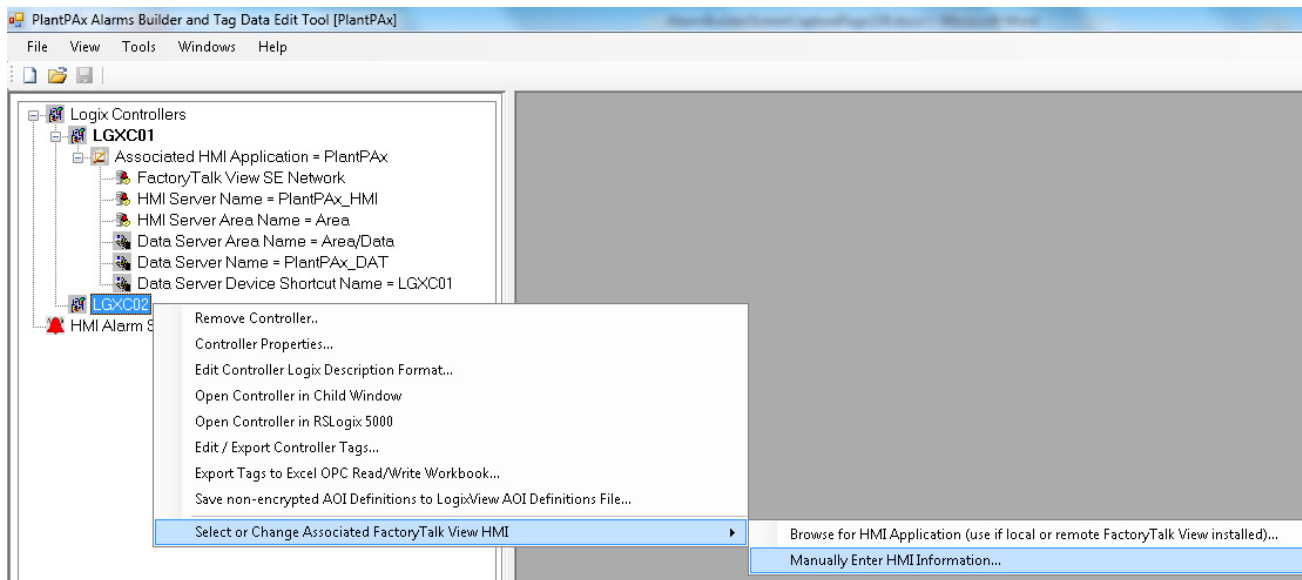 PlantPAx Alarms Builder and Tag Data Edit Tool [PlantPAx]
File View Tools Windows Help
Logix Controllers
LGXC01
Associated HMI Application = PlantPAx
FactoryTalk View SE Network
HMI Server Name = PlantPAx_HMI
HMI Server Area Name = Area
Data Server Area Name = Area/Data
Data Server Name = PlantPAx_DAT
Data Server Device Shortcut Name = LGXC01
LGXC02
HMI Alarm S
Remove Controller..
Controller Properties...
Edit Controller Logix Description Format...
Open Controller in Child Window
Open Controller in RSLogix 5000
Edit / Export Controller Tags...
Export Tags to Excel OPC Read/Write Workbook...
Save non-encrypted AOI Definitions to LogixView AOI Definitions File...
Select or Change Associated FactoryTalk View HMI
Browse for HMI Application (use if local or remote FactoryTalk View installed)...
Manually Enter HMI Information...